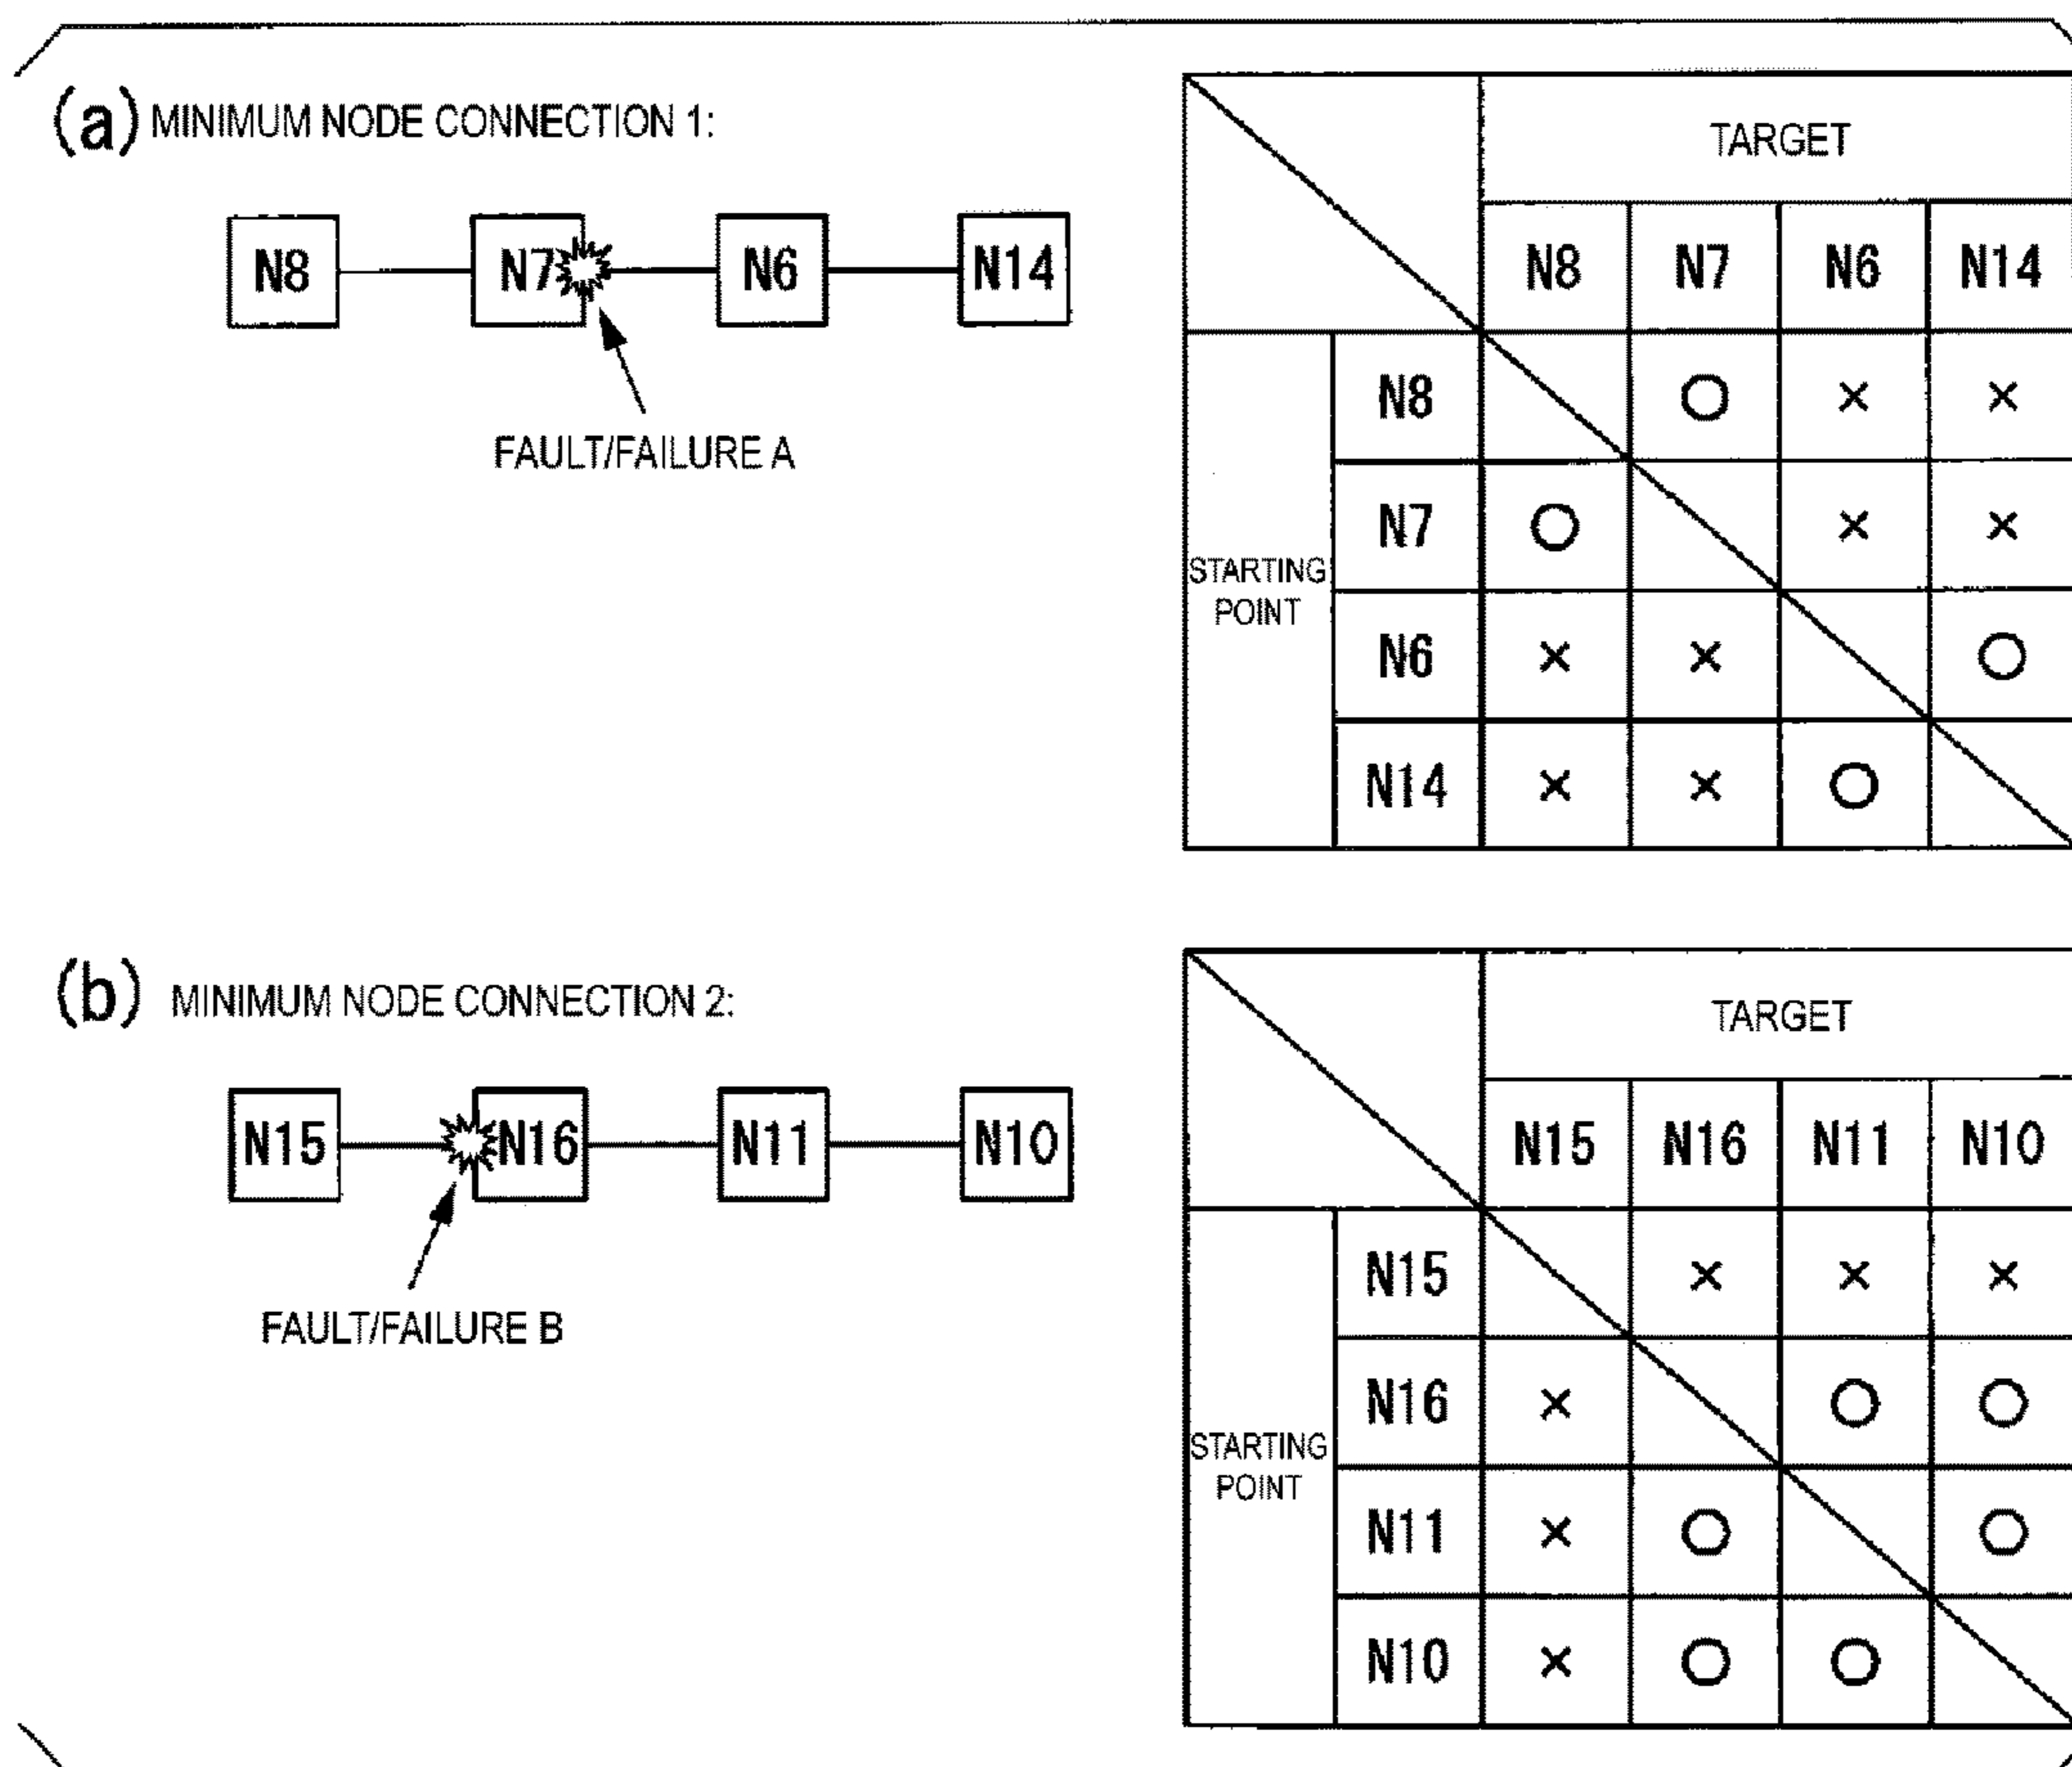 (a) MINIMUM NODE CONNECTION 1:
N8 N7 N6 N14
FAULT/FAILURE A
TARGET
N8 N7 N6 N14
STARTING
POINT
N8 ○ × ×
N7 ○ × ×
N6 × × ○
N14 × × ○
(b) MINIMUM NODE CONNECTION 2:
N15 N16 N11 N10
FAULT/FAILURE B
TARGET
N15 N16 N11 N10
STARTING
POINT
N15 × × ×
N16 × ○ ○
N11 × ○ ○
N10 × ○ ○